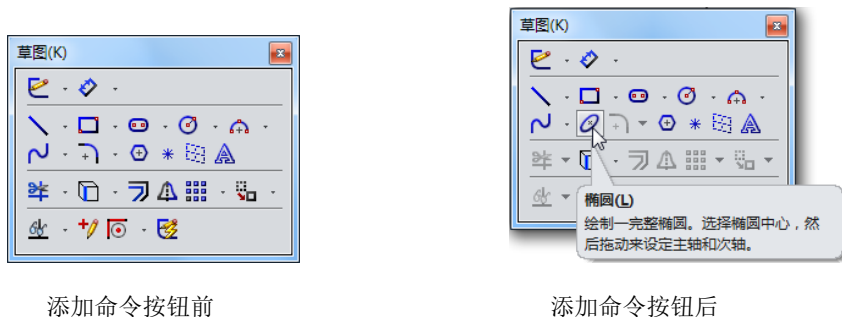 草图(K)
草图(K)
椭圆(L)
绘制一完整椭圆。选择椭圆中心，然
后拖动来设定主轴和次轴。
添加命令按钮前
添加命令按钮后